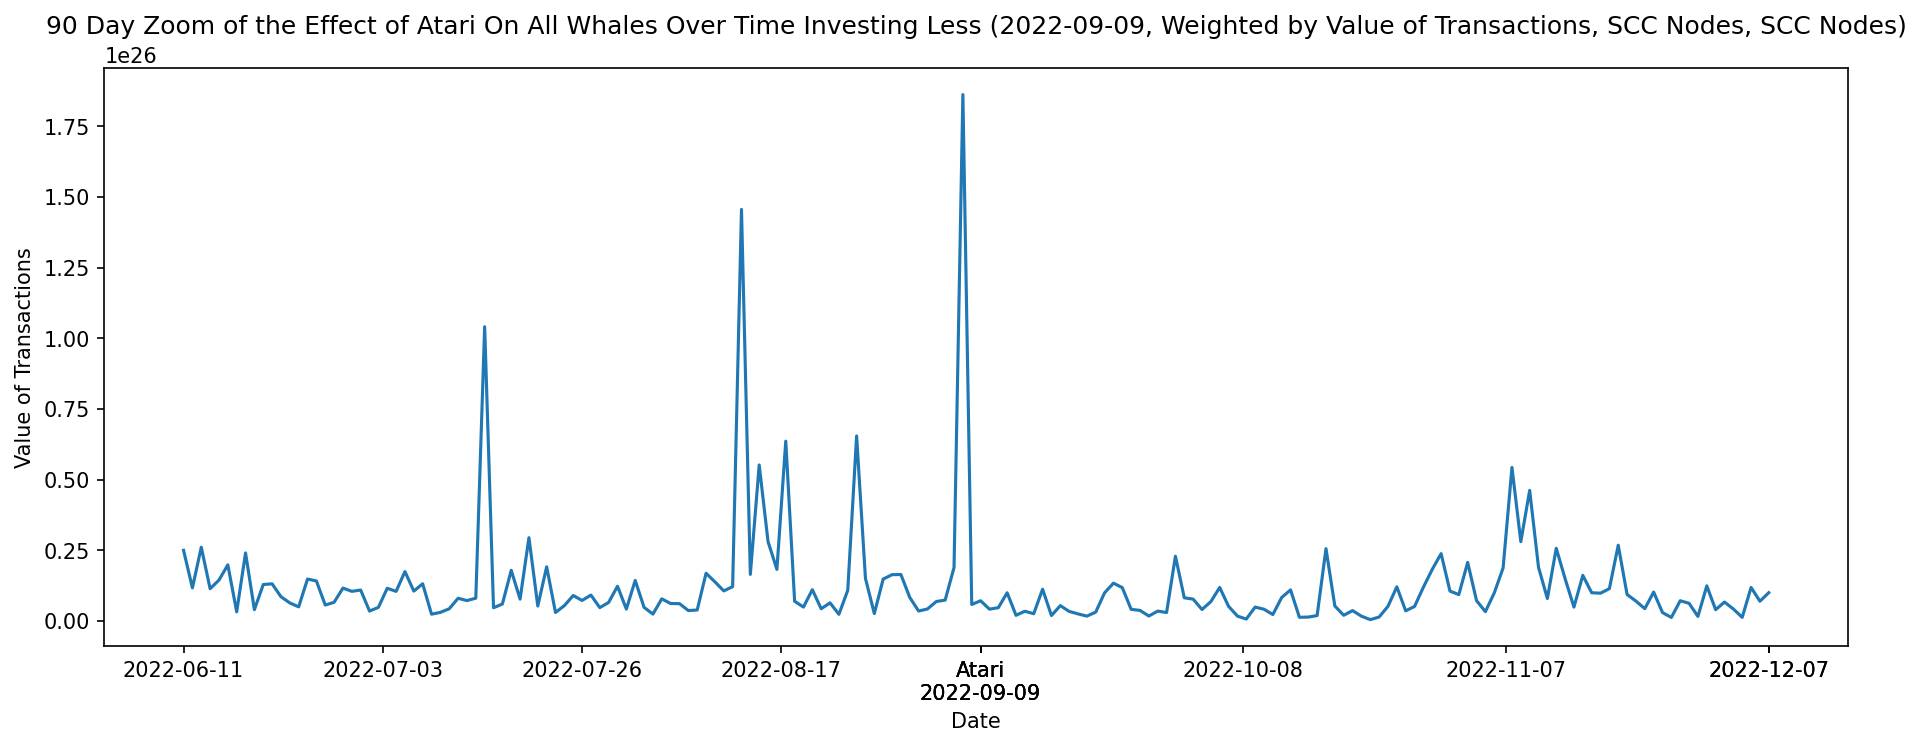 90 Day Zoom of the Effect of Atari On All Whales Over Time Investing Less (2022-09-09, Weighted by Value of Transactions, SCC Nodes, SCC Nodes)
1e26
1.75
1.50
1.25
1.00
0.75
0.50
0.25
0.00
Value of Transactions
2022-06-11 2022-07-03 2022-07-26 2022-08-17 Atari 2022-10-08 2022-11-07 2022-12-07
2022-09-09
Date